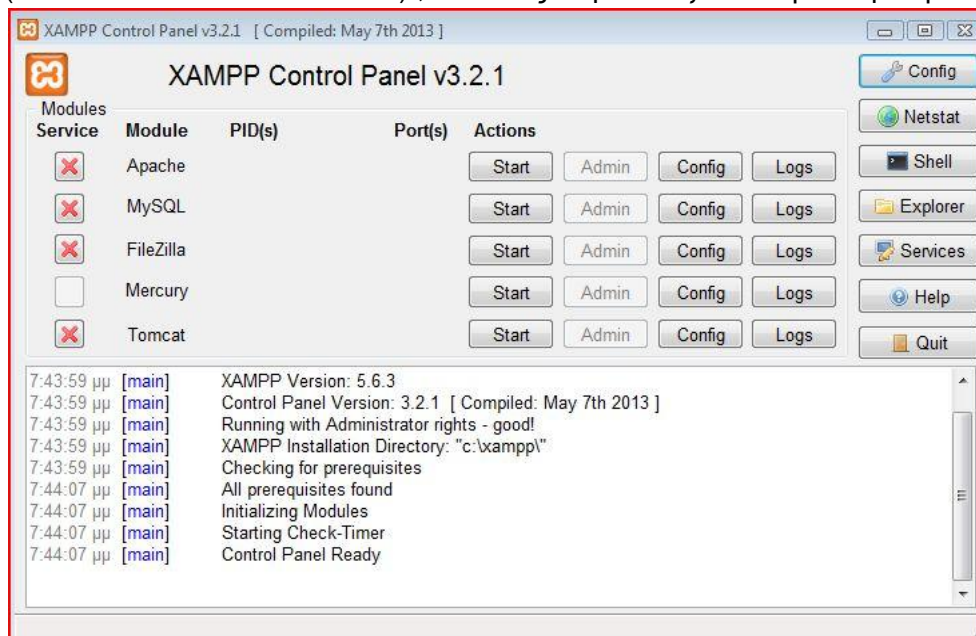 XAMPP Control Panel v3.2.1 [ Compiled: May 7th 2013 ]
XAMPP Control Panel v3.2.1
Config
Modules
Service Module PID(s) Port(s) Actions
Netstat
Apache Start Admin Config Logs
Shell
MySQL Start Admin Config Logs
Explorer
FileZilla Start Admin Config Logs
Services
Mercury Start Admin Config Logs
Help
Tomcat Start Admin Config Logs
Quit
7:43:59 μμ [main] XAMPP Version: 5.6.3
7:43:59 μμ [main] Control Panel Version: 3.2.1 [ Compiled: May 7th 2013 ]
7:43:59 μμ [main] Running with Administrator rights - good!
7:43:59 μμ [main] XAMPP Installation Directory: "c:\xampp\"
7:43:59 μμ [main] Checking for prerequisites
7:44:07 μμ [main] All prerequisites found
7:44:07 μμ [main] Initializing Modules
7:44:07 μμ [main] Starting Check-Timer
7:44:07 μμ [main] Control Panel Ready